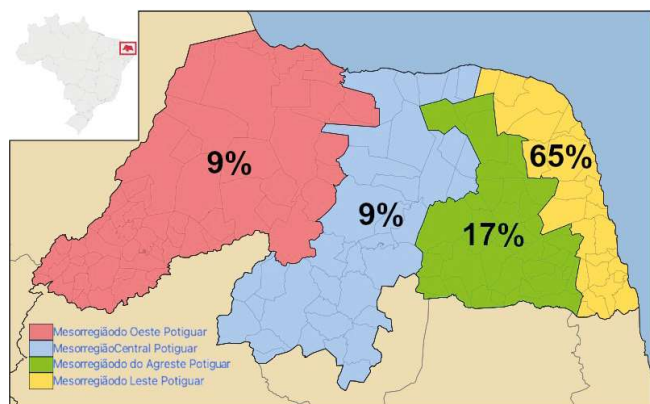 9%
9%
17%
65%
Mesorregiãodo Oeste Potiguar
MesorregiãoCentral Potiguar
Mesorregiãodo do Agreste Potiguar
Mesorregiãodo Leste Potiguar